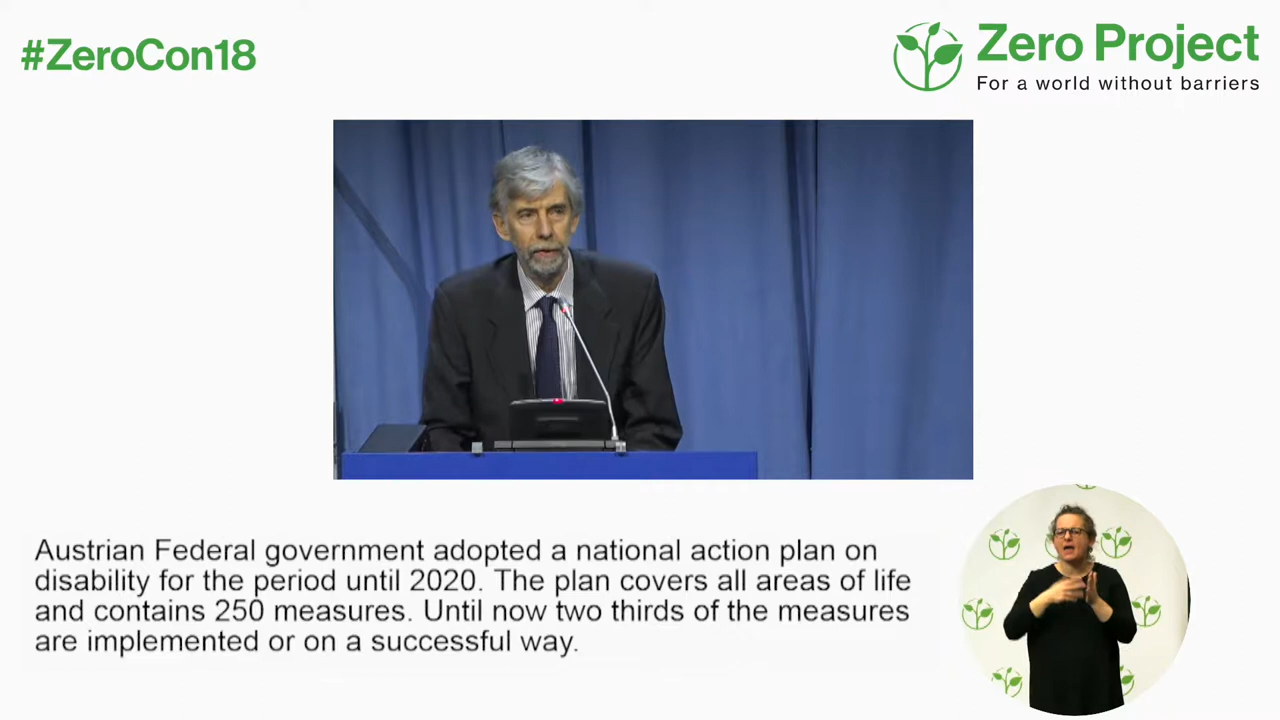 #ZeroCon18
Zero Project
For a world without barriers
Austrian Federal government adopted a national action plan on
disability for the period until 2020. The plan covers all areas of life
and contains 250 measures. Until now two thirds of the measures
are implemented or on a successful way.